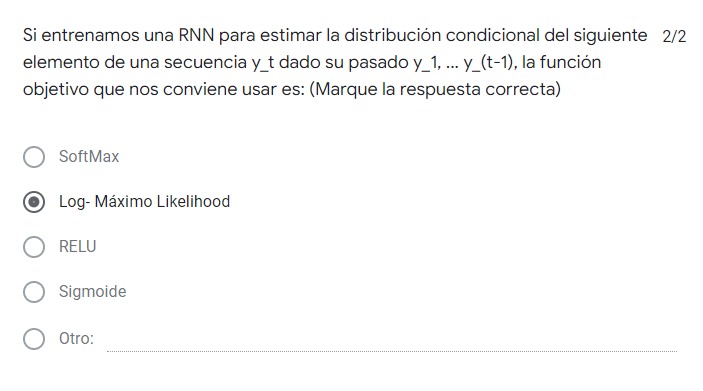 Si entrenamos una RNN para estimar la distribución condicional del siguiente 2/2
elemento de una secuencia y_t dado su pasado y_1, ... y_(t-1), la función
objetivo que nos conviene usar es: (Marque la respuesta correcta)
SoftMax
Log- Máximo Likelihood
RELU
Sigmoide
Otro: